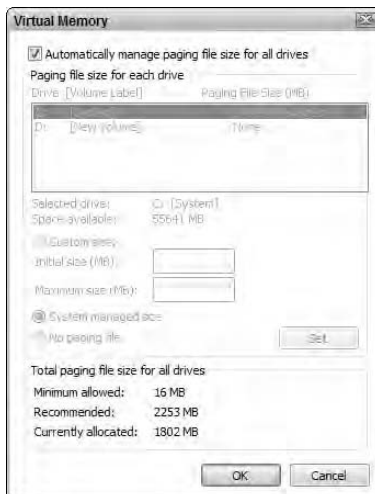 Virtual Memory
Automatically manage paging file size for all drives
Paging file size for each drive
Drive [Volume Label] Paging File Size (MB)
D: [New Volume] None
Selected drive: C: [System]
Space available: 55641 MB
Custom size:
Initial size (MB):
Maximum size (MB):
System managed size
No paging file
Set
Total paging file size for all drives
Minimum allowed: 16 MB
Recommended: 2253 MB
Currently allocated: 1802 MB
OK Cancel